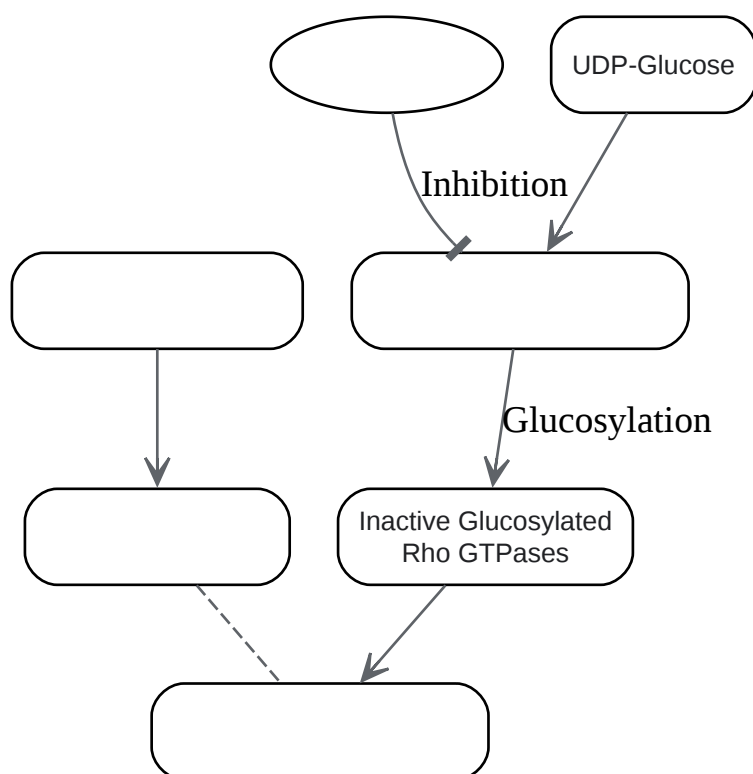 UDP-Glucose
Inhibition
Glucosylation
Inactive Glucosylated
Rho GTPases